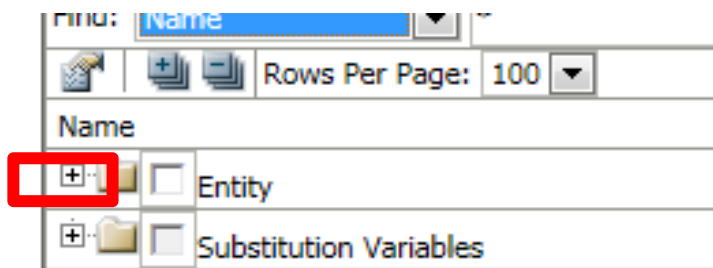 Find: Name *
Rows Per Page: 100
Name
Entity
Substitution Variables